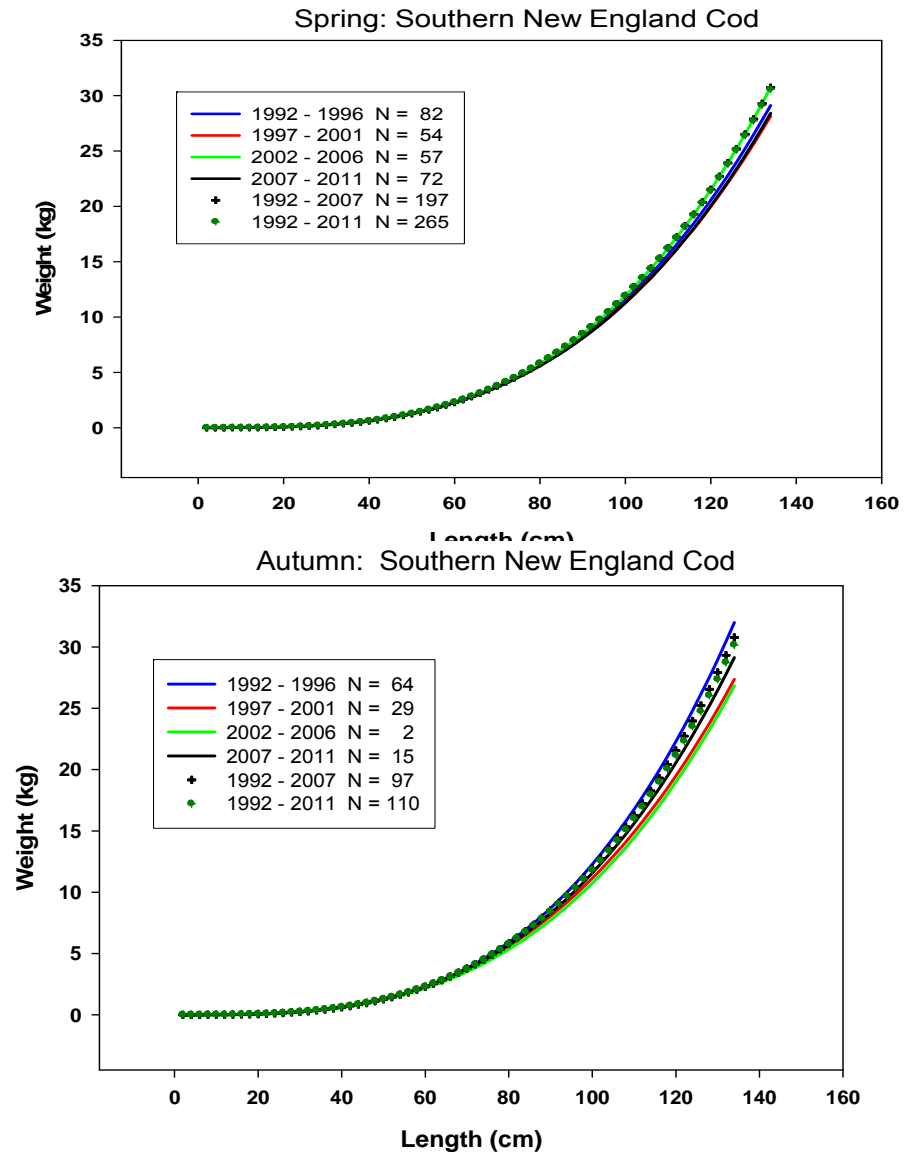 Spring: Southern New England Cod
35
30
25
20
15
10
5
0
Weight (kg)
1992 - 1996 N = 82
1997 - 2001 N = 54
2002 - 2006 N = 57
2007 - 2011 N = 72
1992 - 2007 N = 197
1992 - 2011 N = 265
0 20 40 60 80 100 120 140 160
Length (cm)
Autumn: Southern New England Cod
35
30
25
20
15
10
5
0
Weight (kg)
1992 - 1996 N = 64
1997 - 2001 N = 29
2002 - 2006 N = 2
2007 - 2011 N = 15
1992 - 2007 N = 97
1992 - 2011 N = 110
0 20 40 60 80 100 120 140 160
Length (cm)